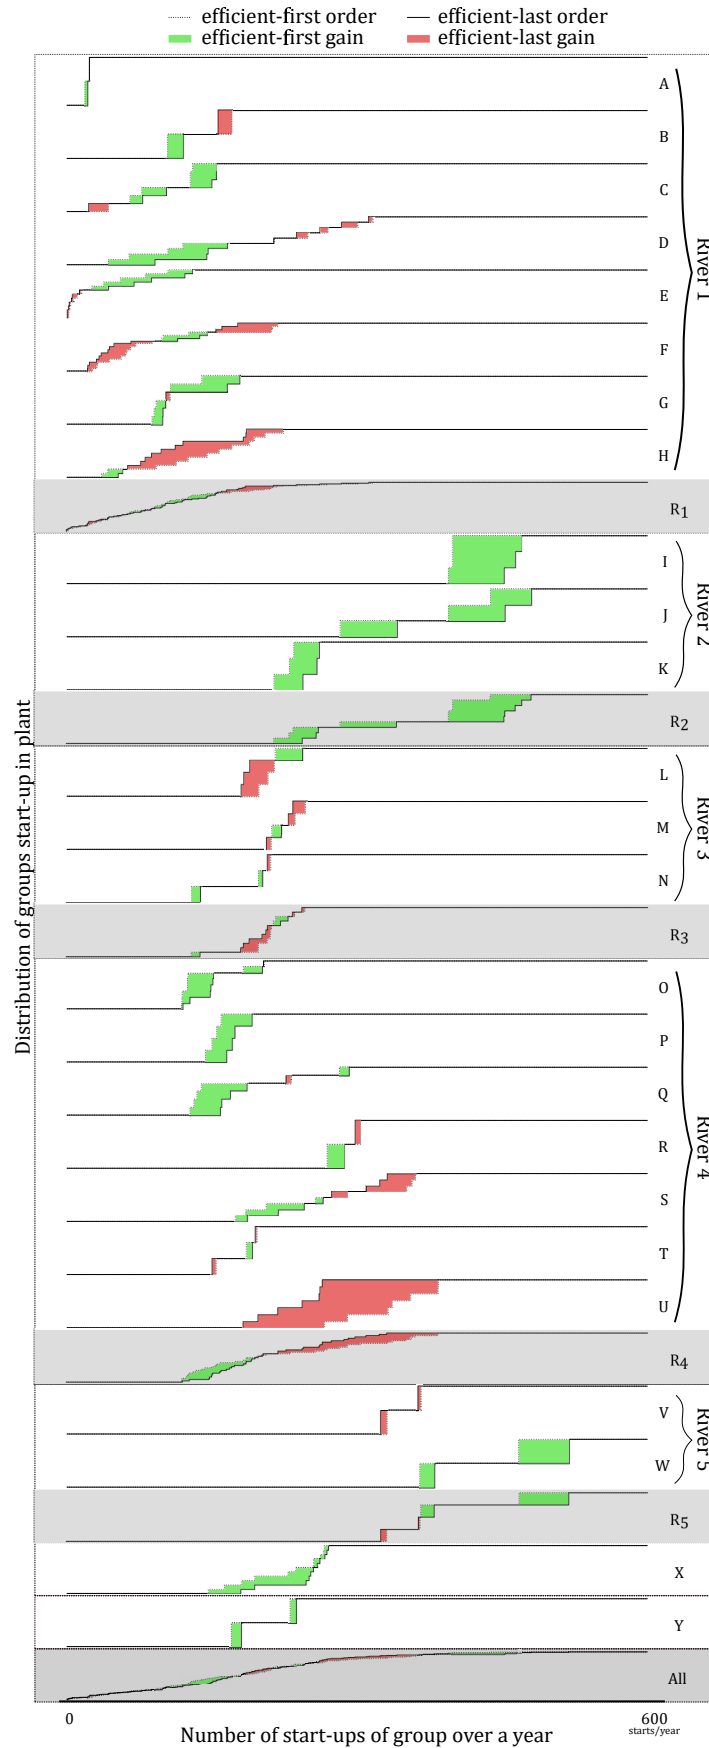 efficient-first order
efficient-last order
efficient-first gain
efficient-last gain
A
B
C
D
E
F
G
H
River 1
R1
I
J
K
River 2
R2
L
M
N
River 3
R3
O
P
Q
R
S
T
U
River 4
R4
V
W
River 5
R5
X
Y
All
Distribution of groups start-up in plant
0
600
starts/year
Number of start-ups of group over a year